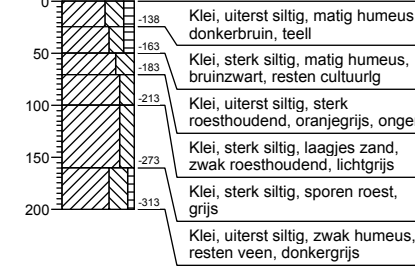 0
50
100
150
200
-138
-163
-183
-213
-273
-313
Klei, uiterst siltig, matig humeus
donkerbruin, teell
Klei, sterk siltig, matig humeus,
bruinzwart, resten cultuurlg
Klei, uiterst siltig, sterk
roesthoudend, oranjegrijs, onge
Klei, sterk siltig, laagjes zand,
zwak roesthoudend, lichtgrijs
Klei, sterk siltig, sporen roest,
grijs
Klei, uiterst siltig, zwak humeus,
resten veen, donkergrijs